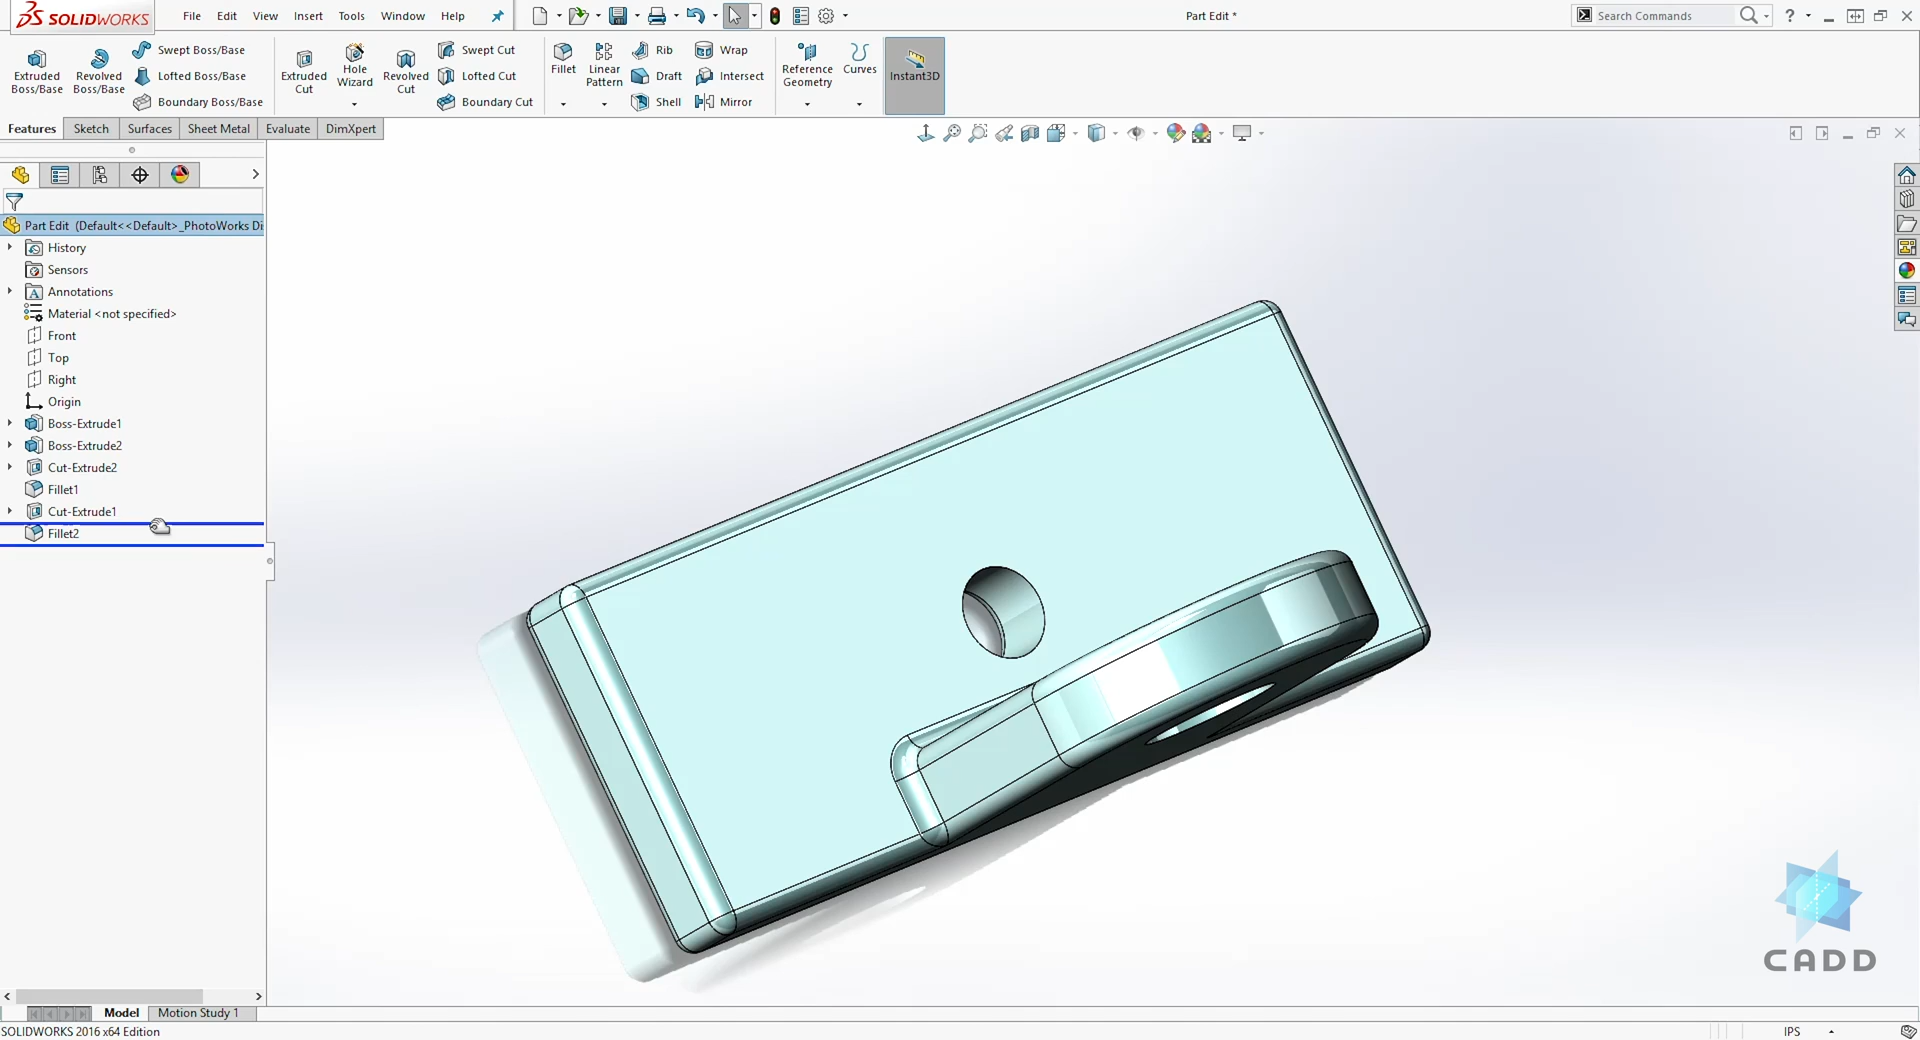 SOLIDWORKS
File Edit View Insert Tools Window Help
Part Edit *
Search Commands
Extruded Boss/Base
Revolved Boss/Base
Swept Boss/Base
Lofted Boss/Base
Boundary Boss/Base
Extruded Cut
Hole Wizard
Revolved Cut
Swept Cut
Lofted Cut
Boundary Cut
Fillet
Linear Pattern
Rib
Draft
Shell
Wrap
Intersect
Mirror
Reference Geometry
Curves
Instant3D
Features Sketch Surfaces Sheet Metal Evaluate DimXpert
Part Edit (Default<<Default>_PhotoWorks Di
History
Sensors
Annotations
Material <not specified>
Front
Top
Right
Origin
Boss-Extrude1
Boss-Extrude2
Cut-Extrude2
Fillet1
Cut-Extrude1
Fillet2
CADD
Model Motion Study 1
SOLIDWORKS 2016 x64 Edition
IPS